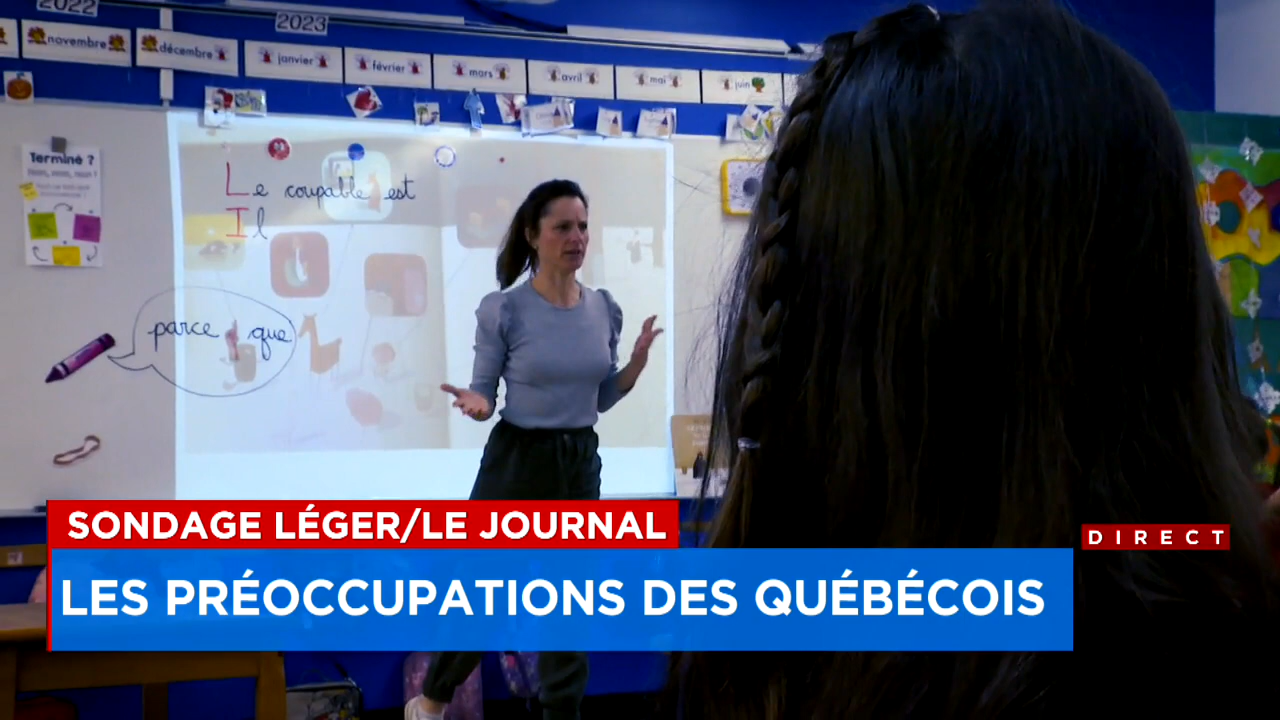 2022
2023
novembre
décembre
janvier
février
mars
avril
mai
juin
Terminé ?
Le coupable est
Il
parce que
SONDAGE LÉGER/LE JOURNAL
DIRECT
LES PRÉOCCUPATIONS DES QUÉBÉCOIS